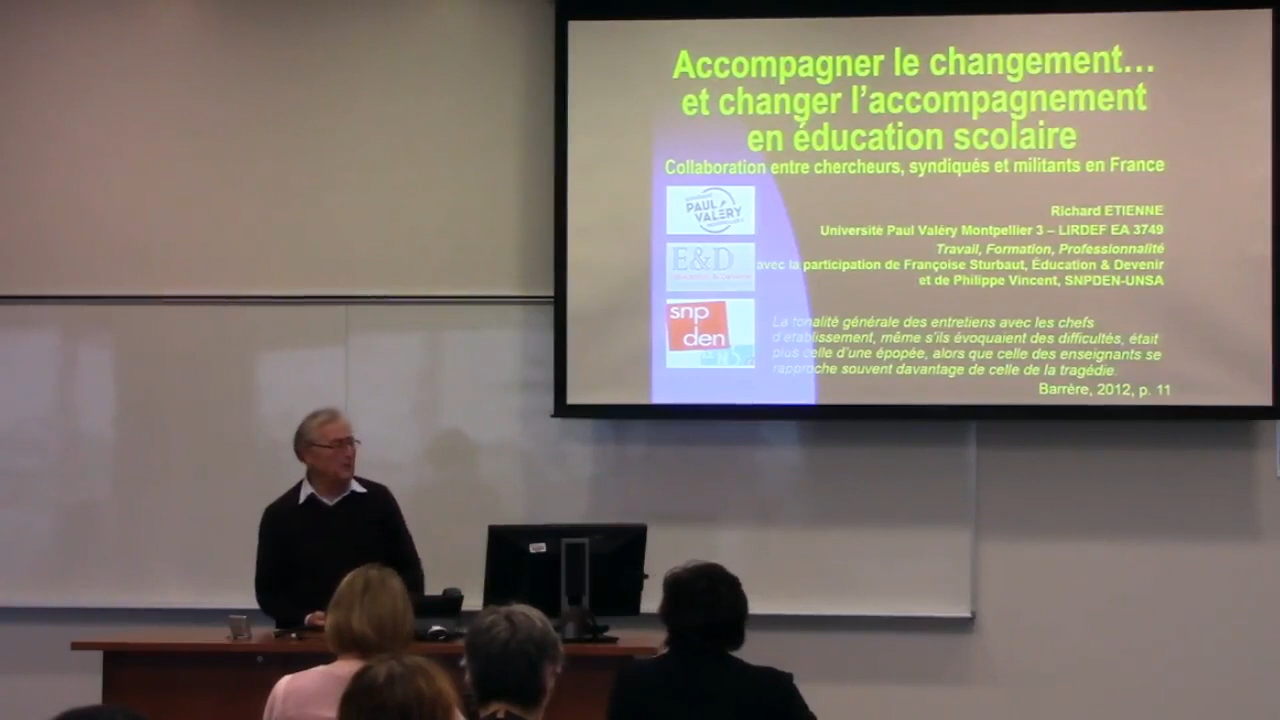 Accompagner le changement…
et changer l'accompagnement
en éducation scolaire
Collaboration entre chercheurs, syndiqués et militants en France
PAUL
VALÉRY
Richard ETIENNE
Université Paul Valéry Montpellier 3 – LIRDEF EA 3749
Travail, Formation, Professionnalité
E&D
avec la participation de Françoise Sturbaut, Éducation & Devenir
et de Philippe Vincent, SNPDEN-UNSA
snp
den
La tonalité générale des entretiens avec les chefs
d'établissement, même s'ils évoquaient des difficultés, était
plus celle d'une épopée, alors que celle des enseignants se
rapproche souvent davantage de celle de la tragédie.
Barrère, 2012, p. 11